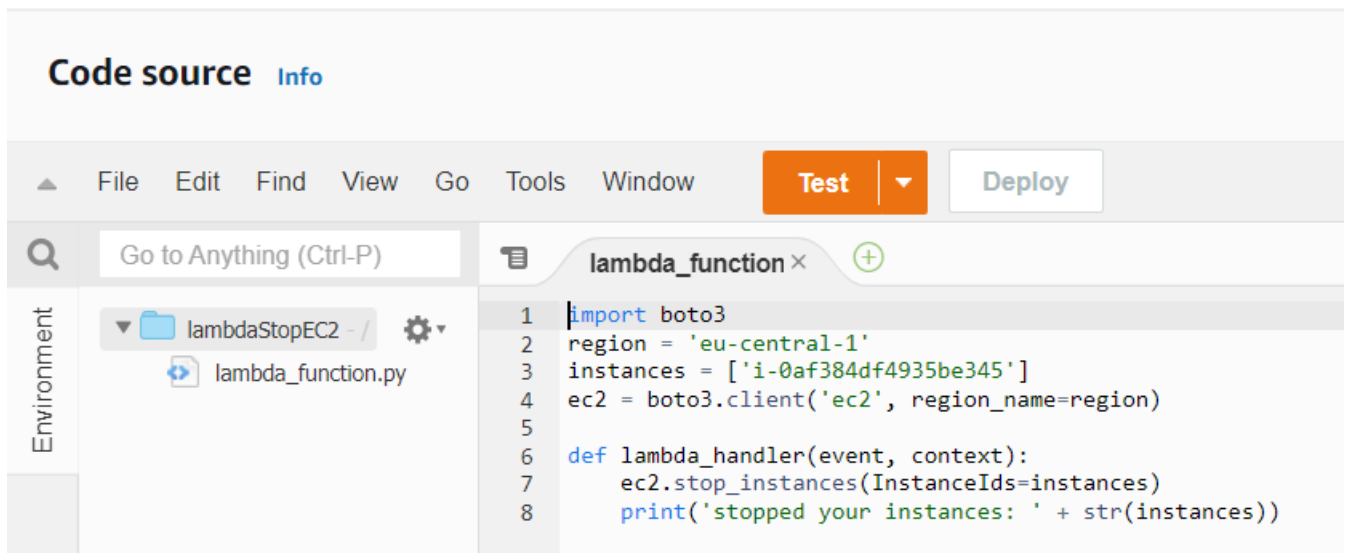 Code source Info
File Edit Find View Go Tools Window Test Deploy
Go to Anything (Ctrl-P)
lambda_function ×
Environment
lambdaStopEC2 - /
lambda_function.py
1 import boto3
2 region = 'eu-central-1'
3 instances = ['i-0af384df4935be345']
4 ec2 = boto3.client('ec2', region_name=region)
5
6 def lambda_handler(event, context):
7     ec2.stop_instances(InstanceIds=instances)
8     print('stopped your instances: ' + str(instances))